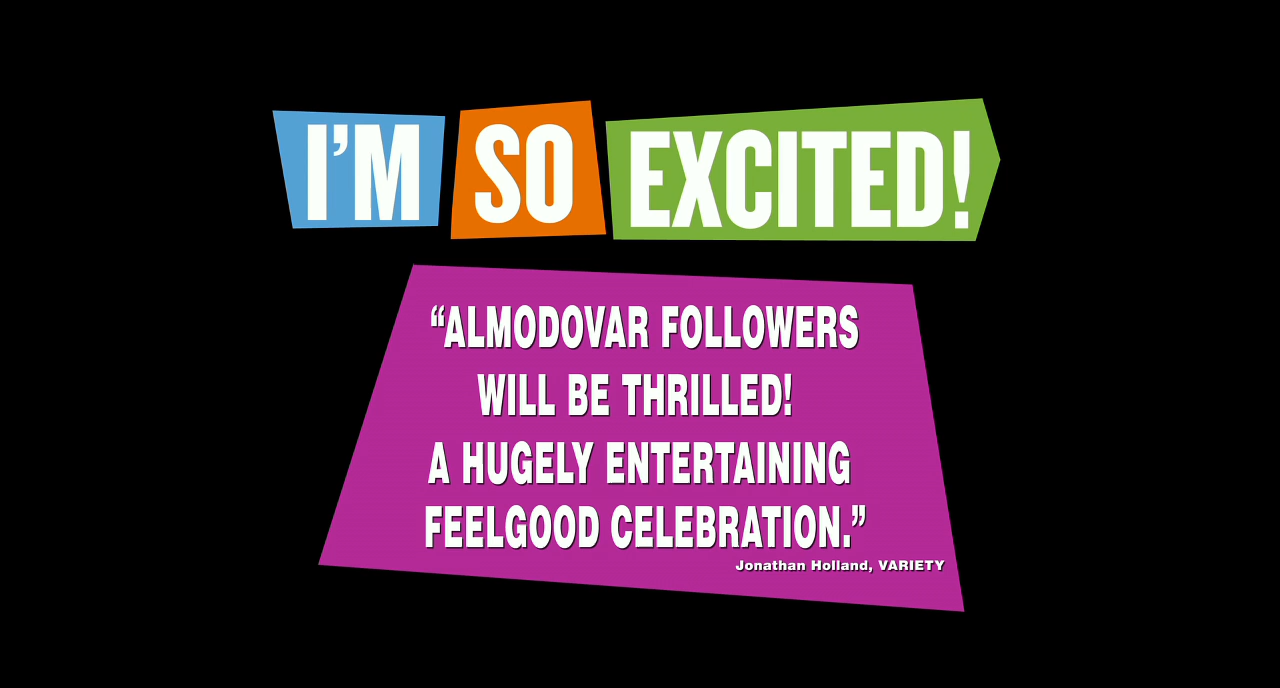 I’M SO EXCITED!
“ALMODOVAR FOLLOWERS
WILL BE THRILLED!
A HUGELY ENTERTAINING
FEELGOOD CELEBRATION.”
Jonathan Holland, VARIETY